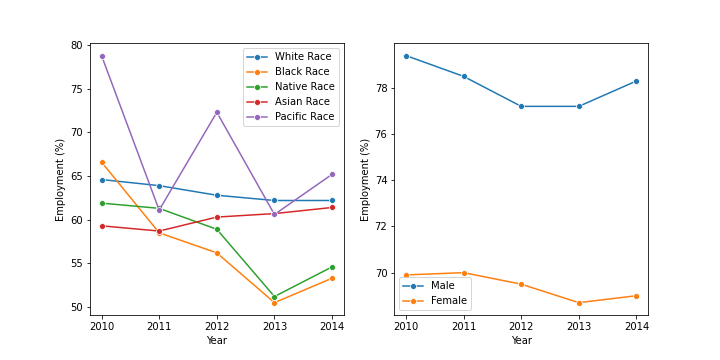 80
75
70
65
60
55
50
Employment (%)
2010 2011 2012 2013 2014
Year
White Race
Black Race
Native Race
Asian Race
Pacific Race
78
76
74
72
70
Employment (%)
2010 2011 2012 2013 2014
Year
Male
Female